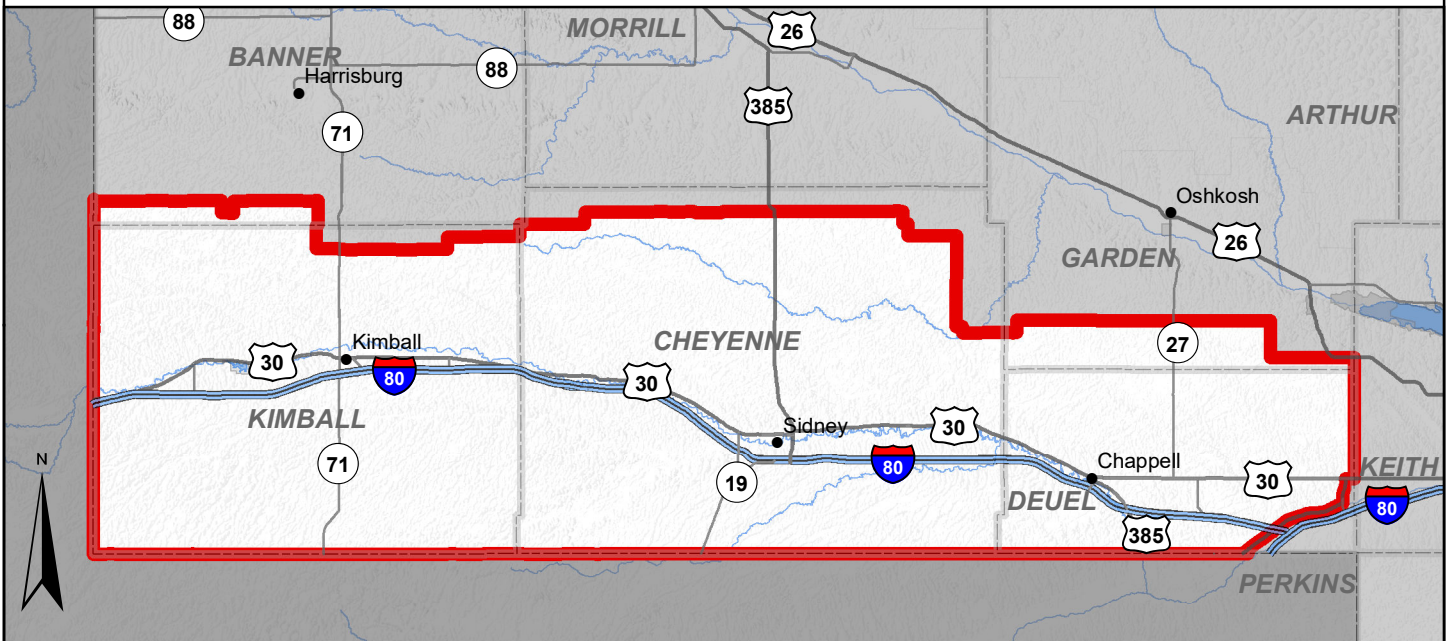 88
MORRILL
26
BANNER
88
Harrisburg
385
ARTHUR
71
Oshkosh
26
GARDEN
CHEYENNE
27
Kimball
30
80
30
KIMBALL
Sidney
30
71
80
Chappell
KEITH
N
19
30
DEUEL
80
385
PERKINS